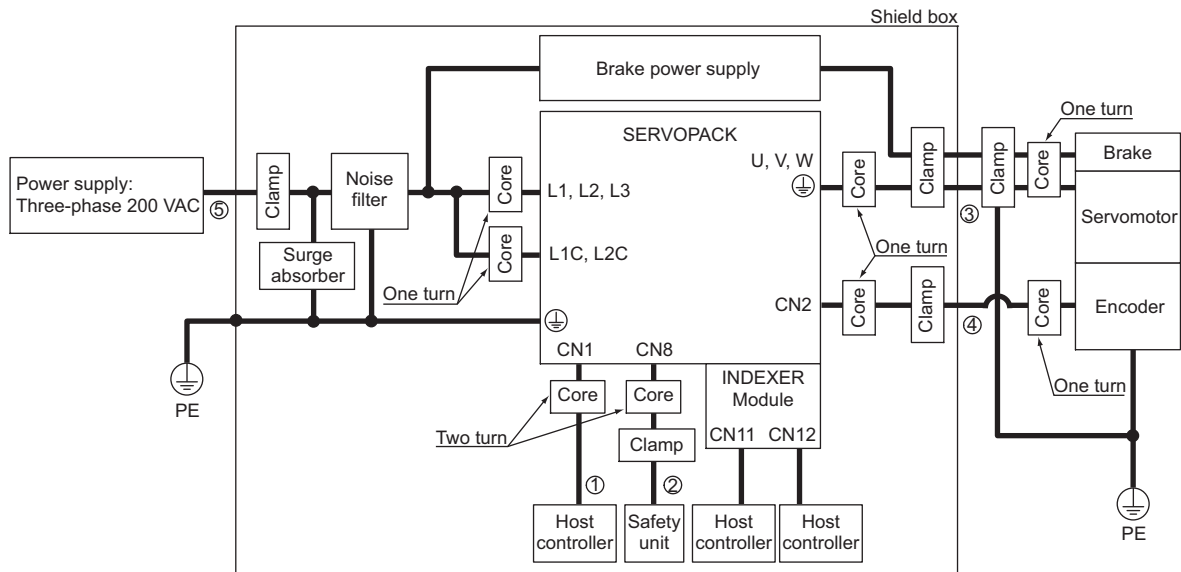 Shield box
Brake power supply
One turn
SERVOPACK
U, V, W
Clamp
Clamp
Core
Brake
Power supply:
Three-phase 200 VAC
⑤
Clamp
Noise
filter
Core
L1, L2, L3
Core
③
Servomotor
Surge
absorber
Core
L1C, L2C
One turn
One turn
CN2
Core
Clamp
④
Core
Encoder
PE
CN1
CN8
INDEXER
Module
One turn
Core
Core
Two turn
Clamp
CN11
CN12
①
②
Host
controller
Safety
unit
Host
controller
Host
controller
PE